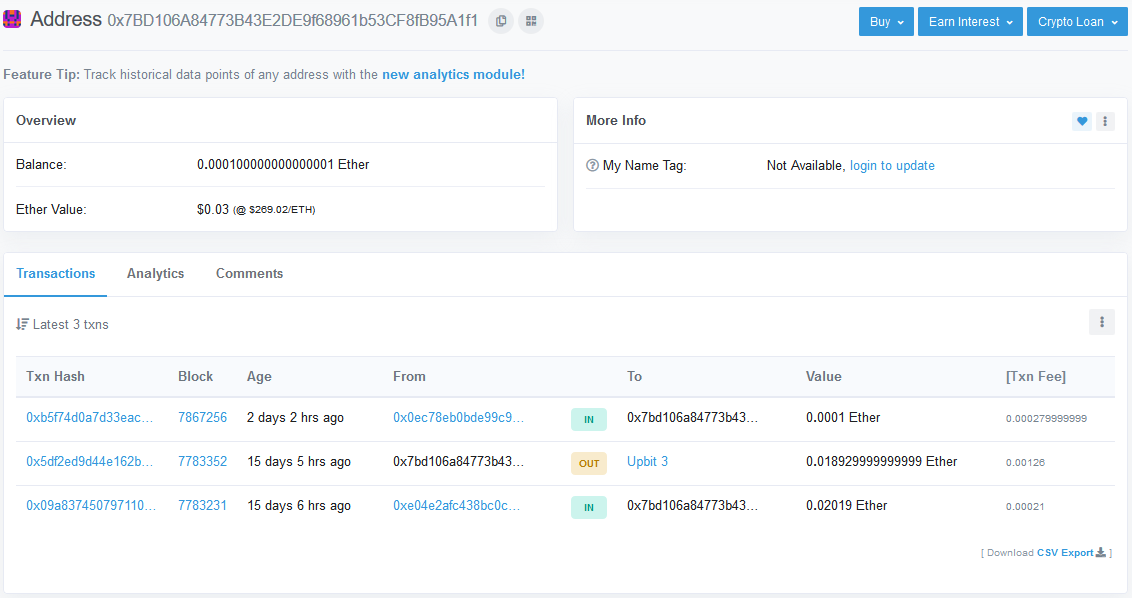 Address 0x7BD106A84773B43E2DE9f68961b53CF8fB95A1f1
Buy Earn Interest Crypto Loan
Feature Tip: Track historical data points of any address with the new analytics module!
Overview
Balance: 0.000100000000000001 Ether
Ether Value: $0.03 (@ $269.02/ETH)
More Info
My Name Tag: Not Available, login to update
Transactions Analytics Comments
Latest 3 txns
Txn Hash Block Age From To Value [Txn Fee]
0xb5f74d0a7d33eac... 7867256 2 days 2 hrs ago 0x0ec78eb0bde99c9... IN 0x7bd106a84773b43... 0.0001 Ether 0.000279999999
0x5df2ed9d44e162b... 7783352 15 days 5 hrs ago 0x7bd106a84773b43... OUT Upbit 3 0.018929999999999 Ether 0.00126
0x09a837450797110... 7783231 15 days 6 hrs ago 0xe04e2afc438bc0c... IN 0x7bd106a84773b43... 0.02019 Ether 0.00021
[ Download CSV Export ]